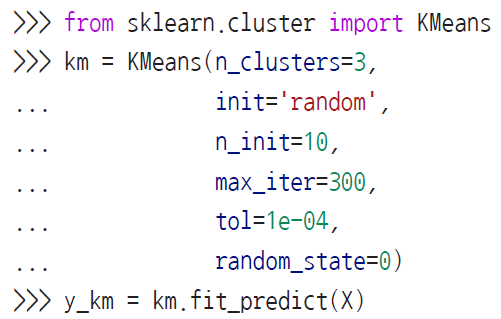 >>> from sklearn.cluster import KMeans
>>> km = KMeans(n_clusters=3,
...             init='random',
...             n_init=10,
...             max_iter=300,
...             tol=1e-04,
...             random_state=0)
>>> y_km = km.fit_predict(X)